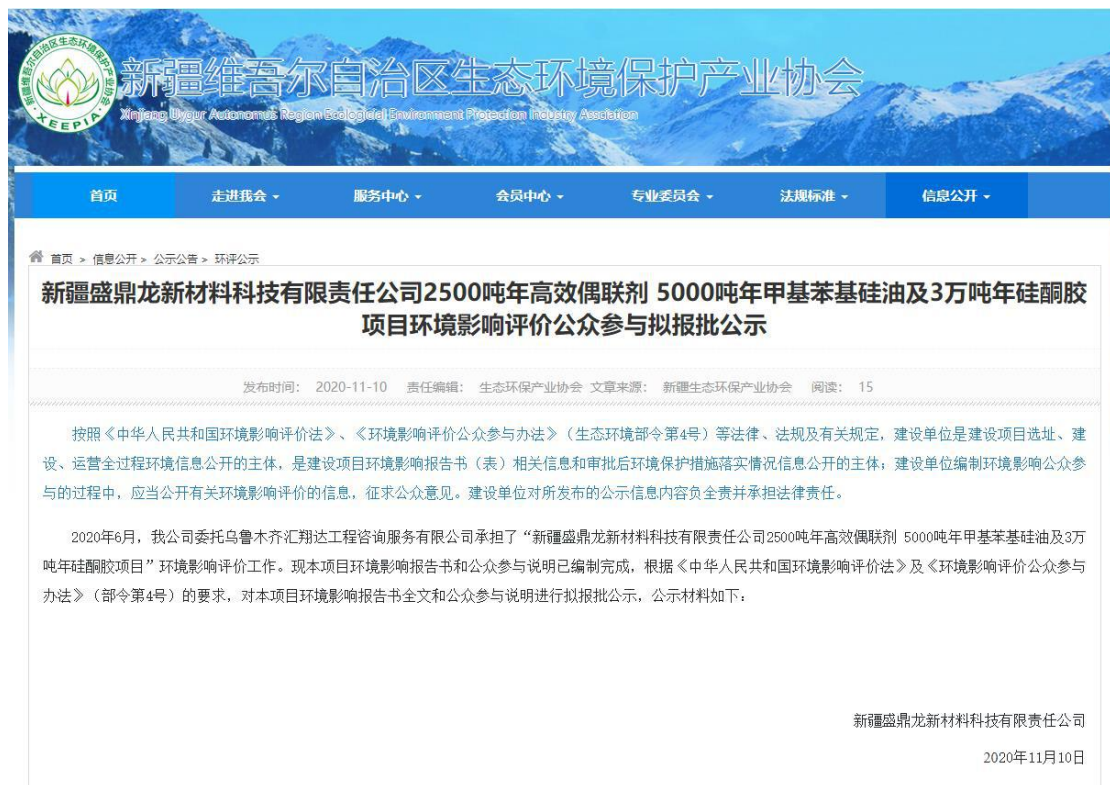 新疆维吾尔自治区生态环境保护产业协会
XEEPIA
新疆维吾尔自治区生态环境保护产业协会
Xinjiang Uygur Autonomus Region Ecologicial Environment Protection Industry Assciation
首页 走进我会 服务中心 会员中心 专业委员会 法规标准 信息公开
首页 > 信息公开 > 公示公告 > 环评公示
新疆盛鼎龙新材料科技有限责任公司2500吨年高效偶联剂 5000吨年甲基苯基硅油及3万吨年硅酮胶
项目环境影响评价公众参与拟报批公示
发布时间： 2020-11-10 责任编辑： 生态环保产业协会 文章来源： 新疆生态环保产业协会 阅读： 15
按照《中华人民共和国环境影响评价法》、《环境影响评价公众参与办法》（生态环境部令第4号）等法律、法规及有关规定，建设单位是建设项目选址、建
设、运营全过程环境信息公开的主体，是建设项目环境影响报告书（表）相关信息和审批后环境保护措施落实情况信息公开的主体；建设单位编制环境影响公众参
与的过程中，应当公开有关环境影响评价的信息，征求公众意见。建设单位对所发布的公示信息内容负全责并承担法律责任。
2020年6月，我公司委托乌鲁木齐汇翔达工程咨询服务有限公司承担了“新疆盛鼎龙新材料科技有限责任公司2500吨年高效偶联剂 5000吨年甲基苯基硅油及3万
吨年硅酮胶项目”环境影响评价工作。现本项目环境影响报告书和公众参与说明已编制完成，根据《中华人民共和国环境影响评价法》及《环境影响评价公众参与
办法》（部令第4号）的要求，对本项目环境影响报告书全文和公众参与说明进行拟报批公示，公示材料如下：
新疆盛鼎龙新材料科技有限责任公司
2020年11月10日